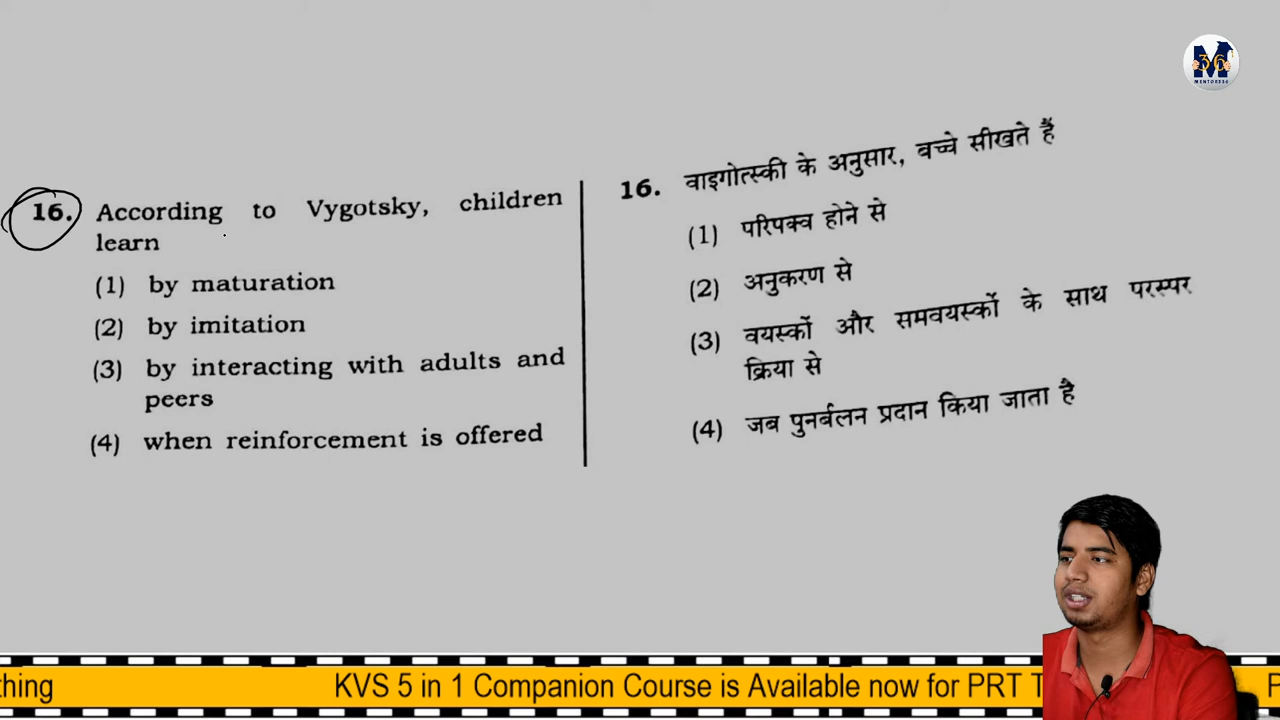 16. According to Vygotsky, children
learn
(1) by maturation
(2) by imitation
(3) by interacting with adults and
peers
(4) when reinforcement is offered
16. वाइगोत्स्की के अनुसार, बच्चे सीखते हैं
(1) परिपक्व होने से
(2) अनुकरण से
(3) वयस्कों और समवयस्कों के साथ परस्पर
क्रिया से
(4) जब पुनर्बलन प्रदान किया जाता है
M
36
MENTORS36
thing
KVS 5 in 1 Companion Course is Available now for PRT T
P